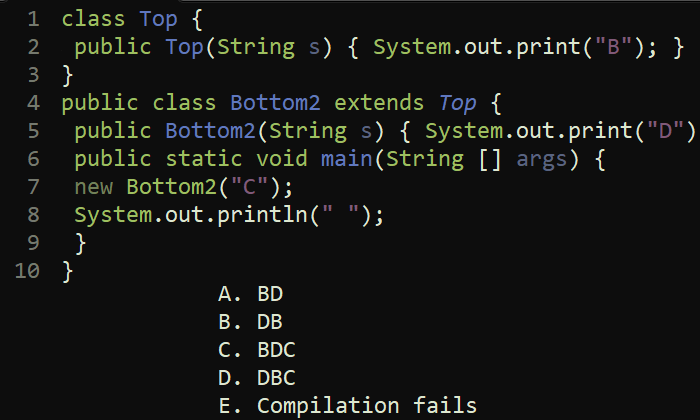 1 class Top {
2 public Top(String s) { System.out.print("B"); }
3 }
4 public class Bottom2 extends Top {
5 public Bottom2(String s) { System.out.print("D")
6 public static void main(String [] args) {
7 new Bottom2("C");
8 System.out.println(" ");
9 }
10 }
A. BD
B. DB
C. BDC
D. DBC
E. Compilation fails